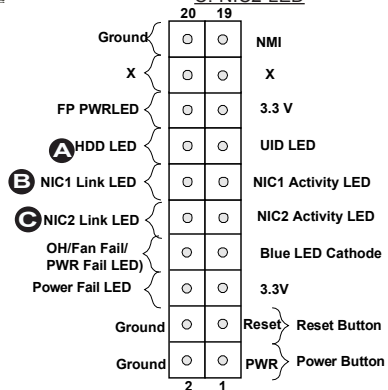 C. NIC2 LED
20 19
Ground NMI
X X
FP PWRLED 3.3 V
A HDD LED UID LED
B NIC1 Link LED NIC1 Activity LED
C NIC2 Link LED NIC2 Activity LED
OH/Fan Fail/
PWR Fail LED) Blue LED Cathode
Power Fail LED 3.3V
Ground Reset Reset Button
Ground PWR Power Button
2 1